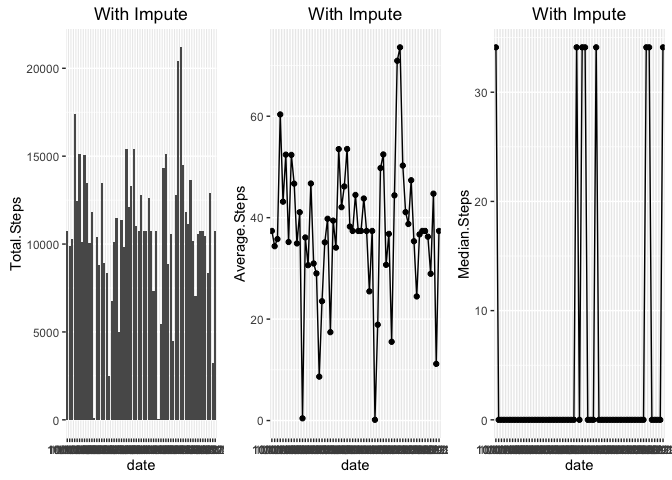 With Impute
Total.Steps
20000
15000
10000
5000
0
date
With Impute
Average.Steps
60
40
20
0
date
With Impute
Median.Steps
30
20
10
0
date